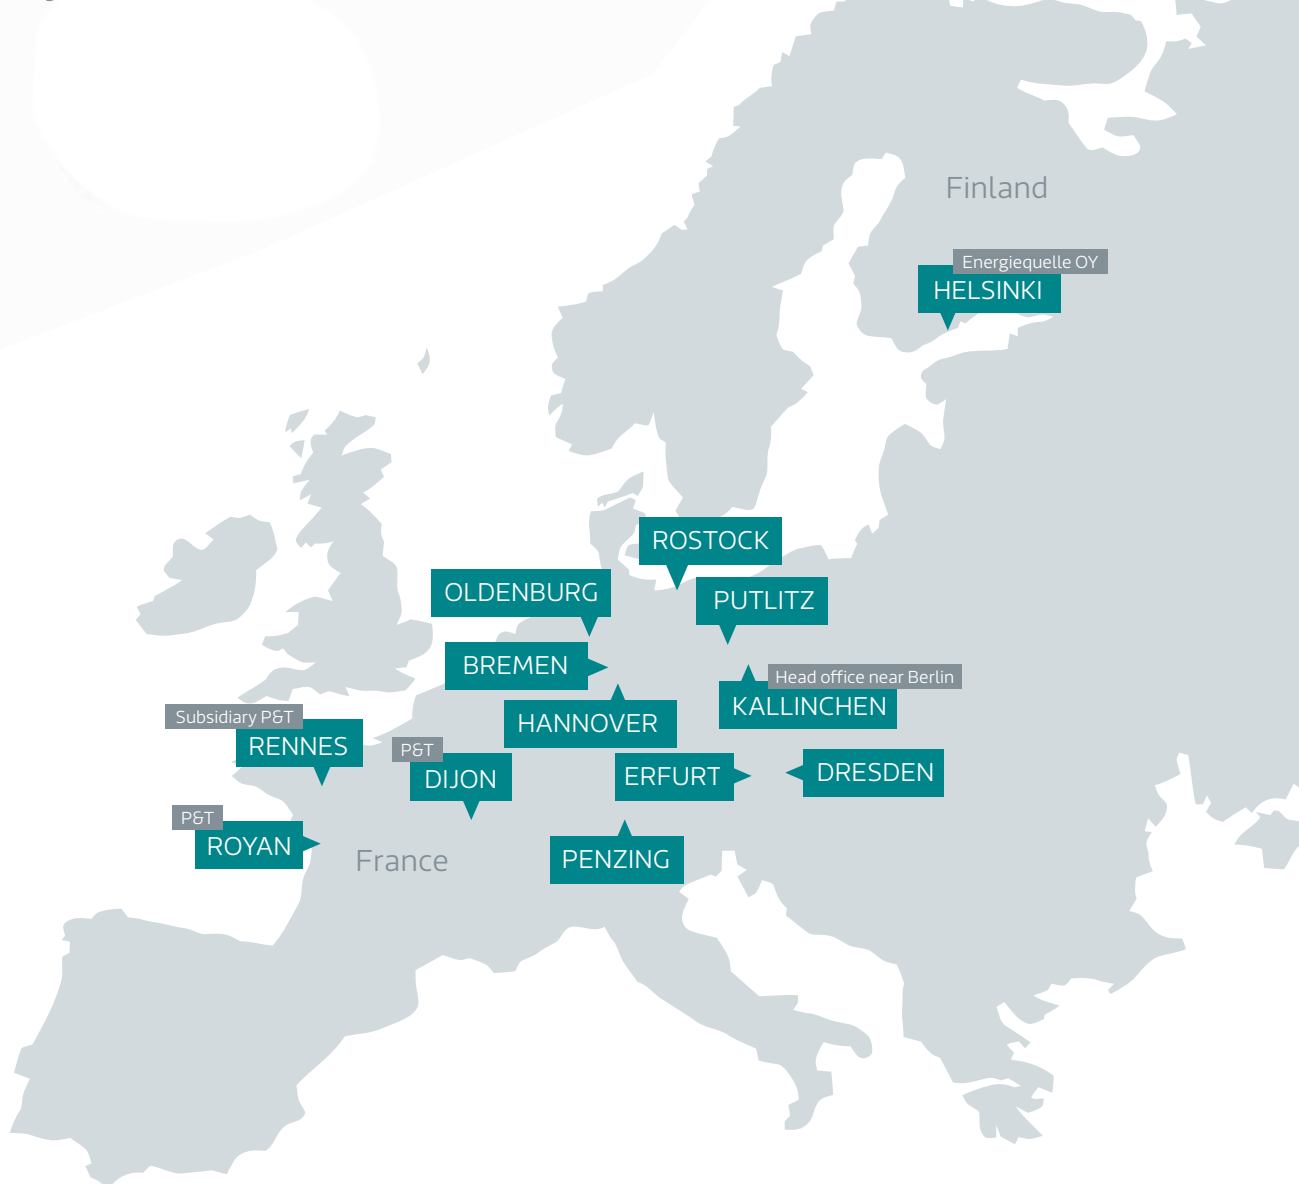 Finland
Energiequelle OY
HELSINKI
ROSTOCK
OLDENBURG
PUTLITZ
BREMEN
Head office near Berlin
KALLINCHEN
HANNOVER
Subsidiary P&T
RENNES
P&T
DIJON
ERFURT
DRESDEN
P&T
ROYAN
France
PENZING